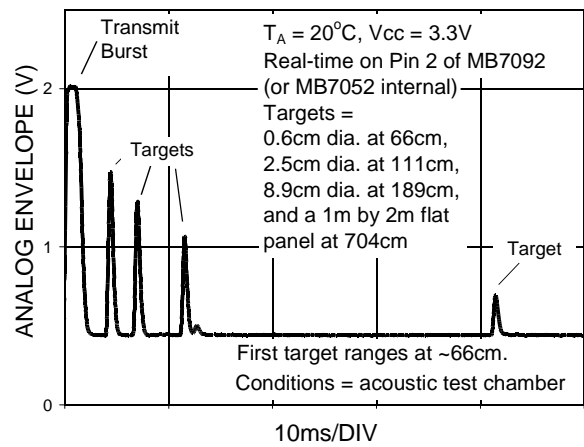 Transmit
Burst
T_A = 20°C, Vcc = 3.3V
Real-time on Pin 2 of MB7092
(or MB7052 internal)
Targets =
0.6cm dia. at 66cm,
2.5cm dia. at 111cm,
8.9cm dia. at 189cm,
and a 1m by 2m flat
panel at 704cm
Targets
Target
ANALOG ENVELOPE (V)
2
1
0
First target ranges at ~66cm.
Conditions = acoustic test chamber
10ms/DIV